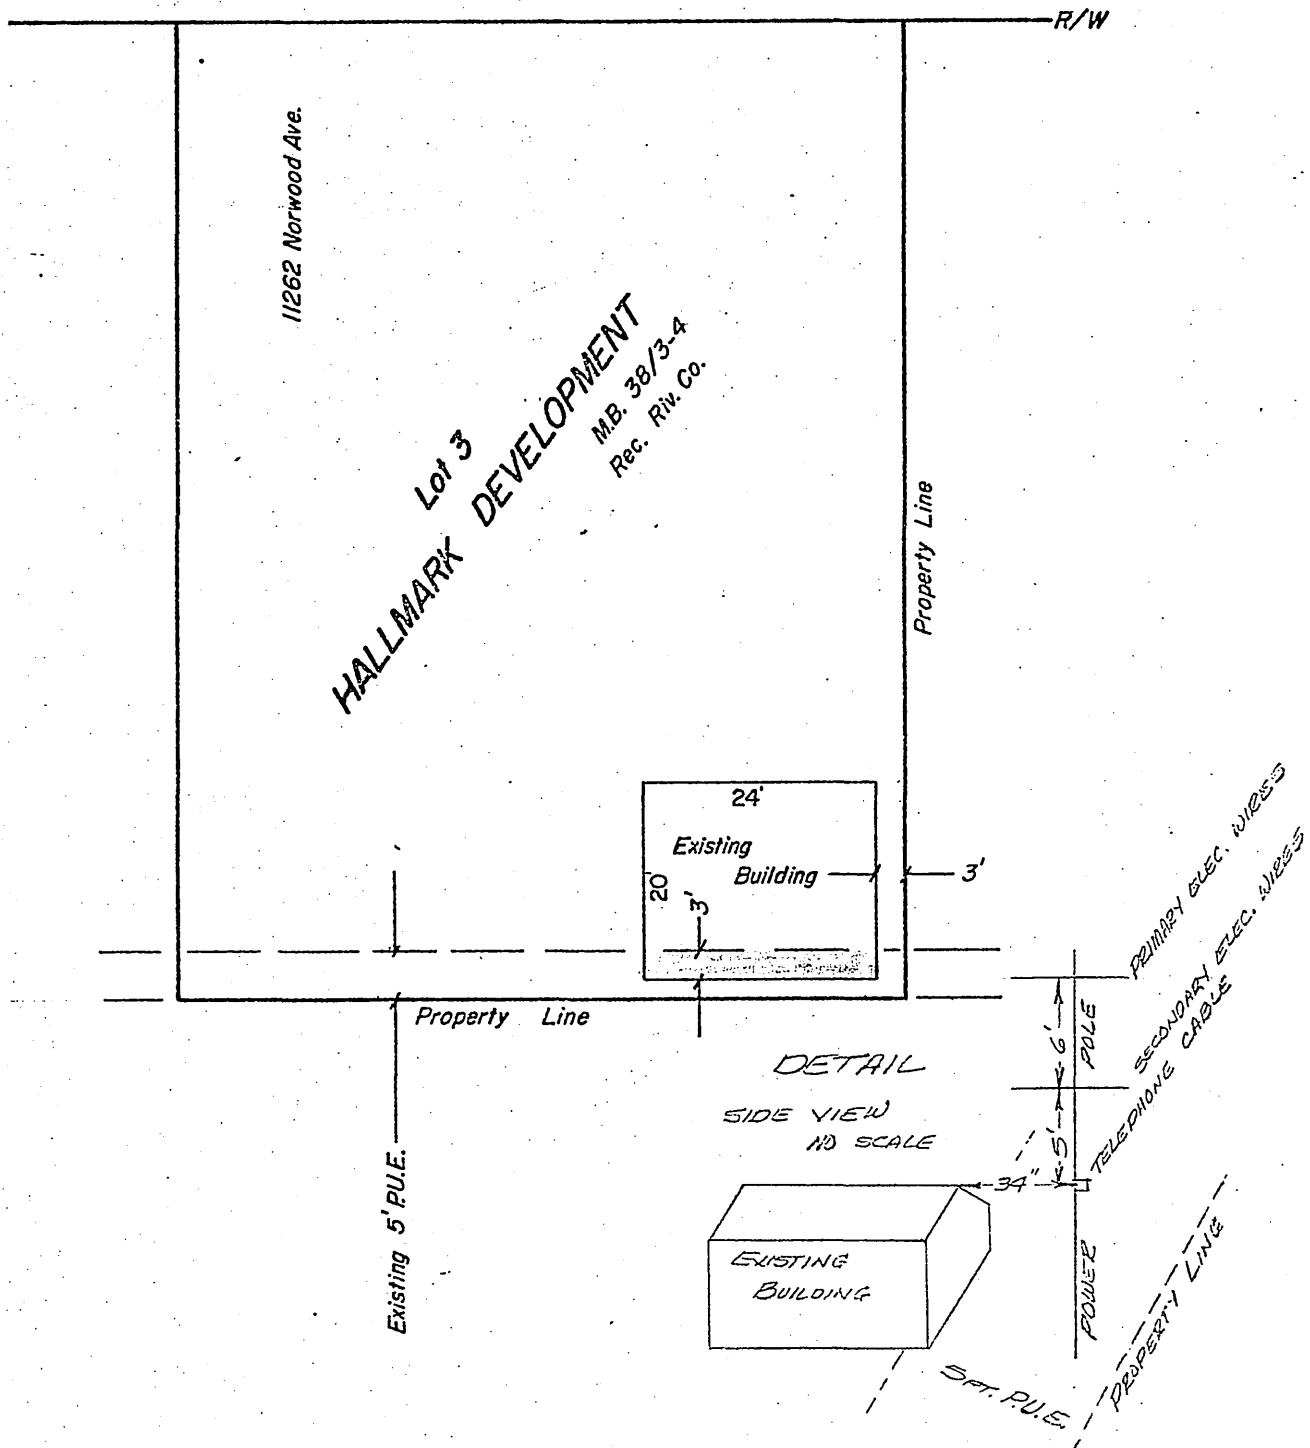 R/W
11262 Norwood Ave.
Lot 3
HALLMARK DEVELOPMENT
M.B. 38/3-4
Rec. Riv. Co.
Property Line
24'
Existing
Building
3'
20'
3'
Property Line
Existing 5' P.U.E.
DETAIL
SIDE VIEW
NO SCALE
PRIMARY ELEC. WIRES
SECONDARY ELEC. WIRES
TELEPHONE CABLE
6'
POLE
5'
34"
EXISTING
BUILDING
POWER
PROPERTY LINE
5 FT. P.U.E.